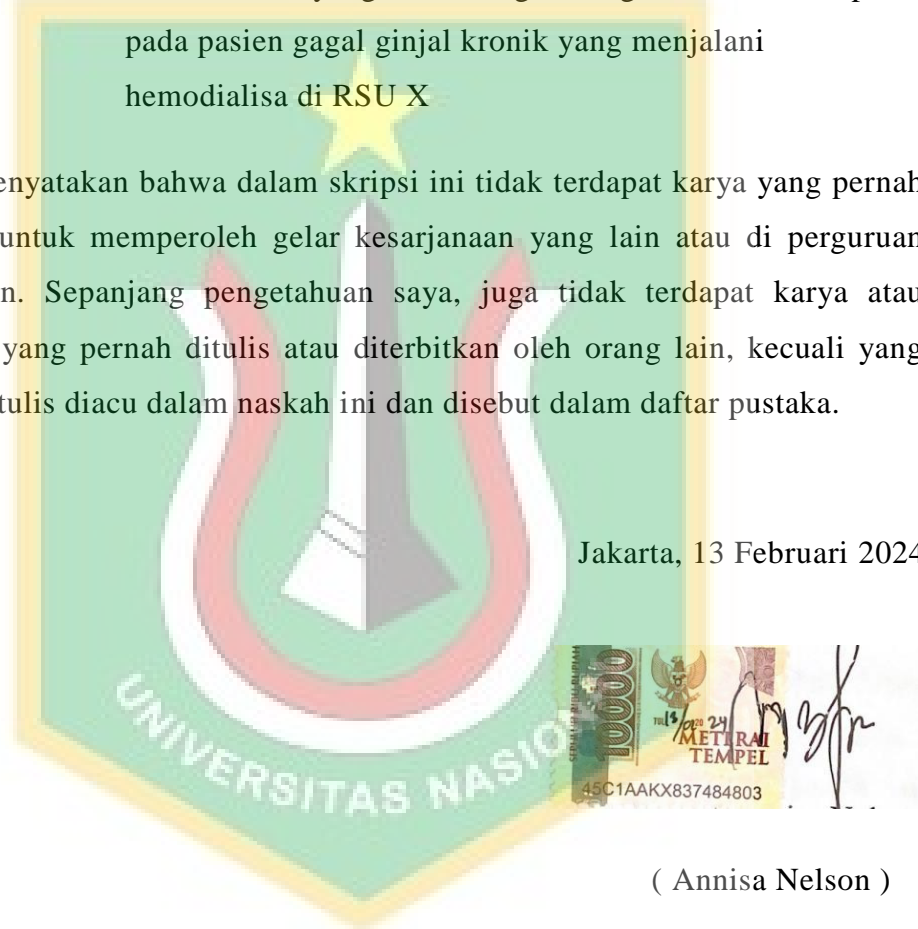 pada pasien gagal ginjal kronik yang menjalani
hemodialisa di RSU X
enyatakan bahwa dalam skripsi ini tidak terdapat karya yang pernah
untuk memperoleh gelar kesarjanaan yang lain atau di perguruan
n. Sepanjang pengetahuan saya, juga tidak terdapat karya atau
yang pernah ditulis atau diterbitkan oleh orang lain, kecuali yang
tulis diacu dalam naskah ini dan disebut dalam daftar pustaka.
Jakarta, 13 Februari 2024
10000
METERAI
TEMPEL
45C1AAKX837484803
UNIVERSITAS NASIO
( Annisa Nelson )